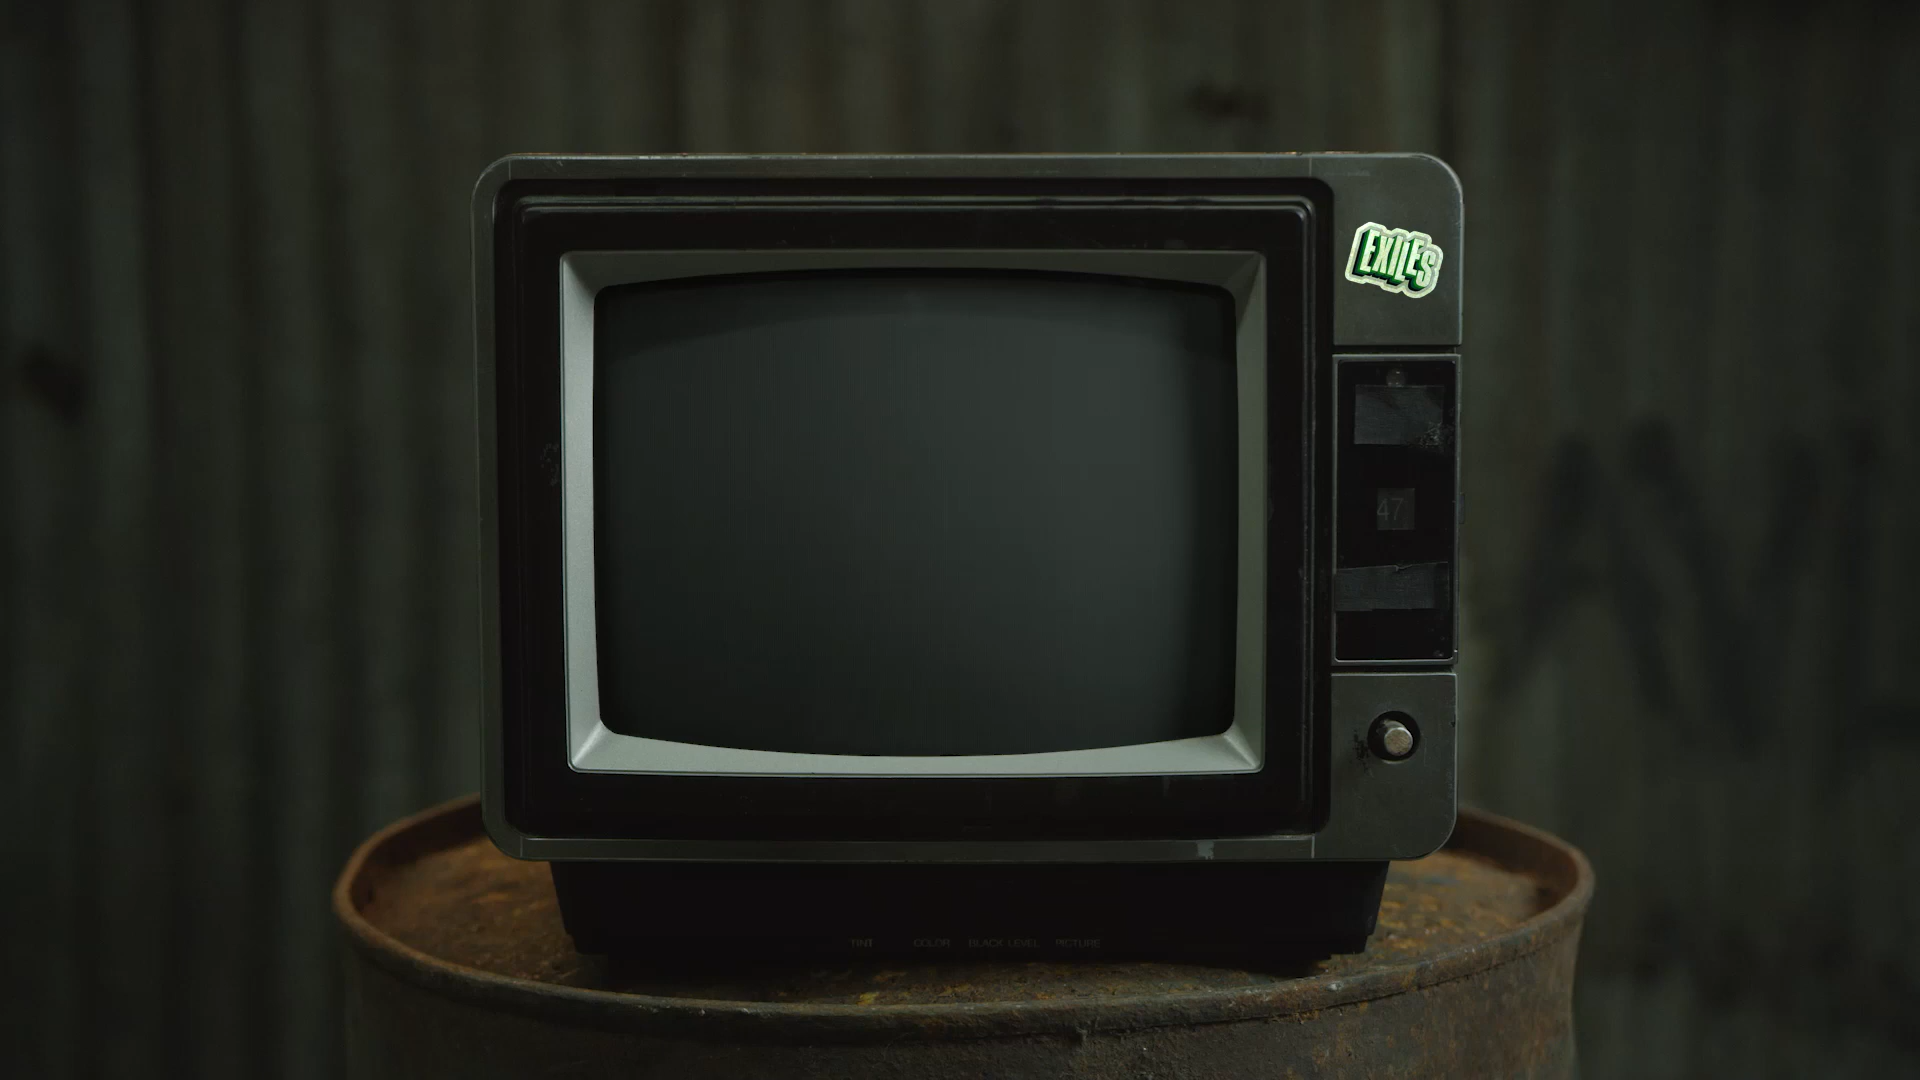 EXILES
47
TINT COLOR BLACK LEVEL PICTURE